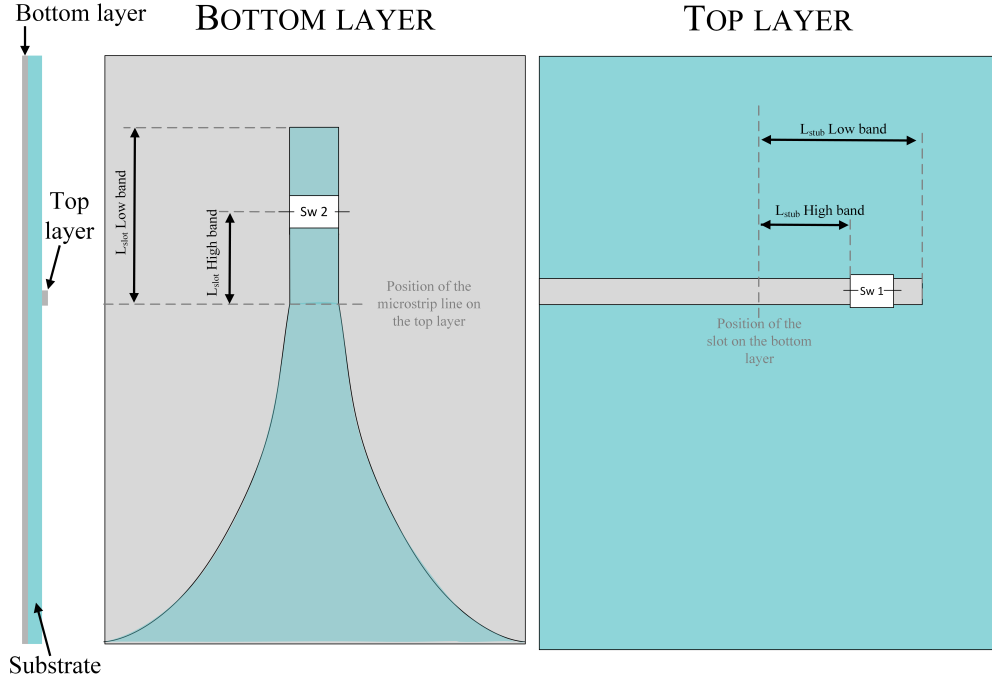 Bottom layer
BOTTOM LAYER
TOP LAYER
Top
layer
Substrate
Lslot Low band
Lslot High band
Sw 2
Position of the
microstrip line on
the top layer
Lstub Low band
Lstub High band
Sw 1
Position of the
slot on the bottom
layer